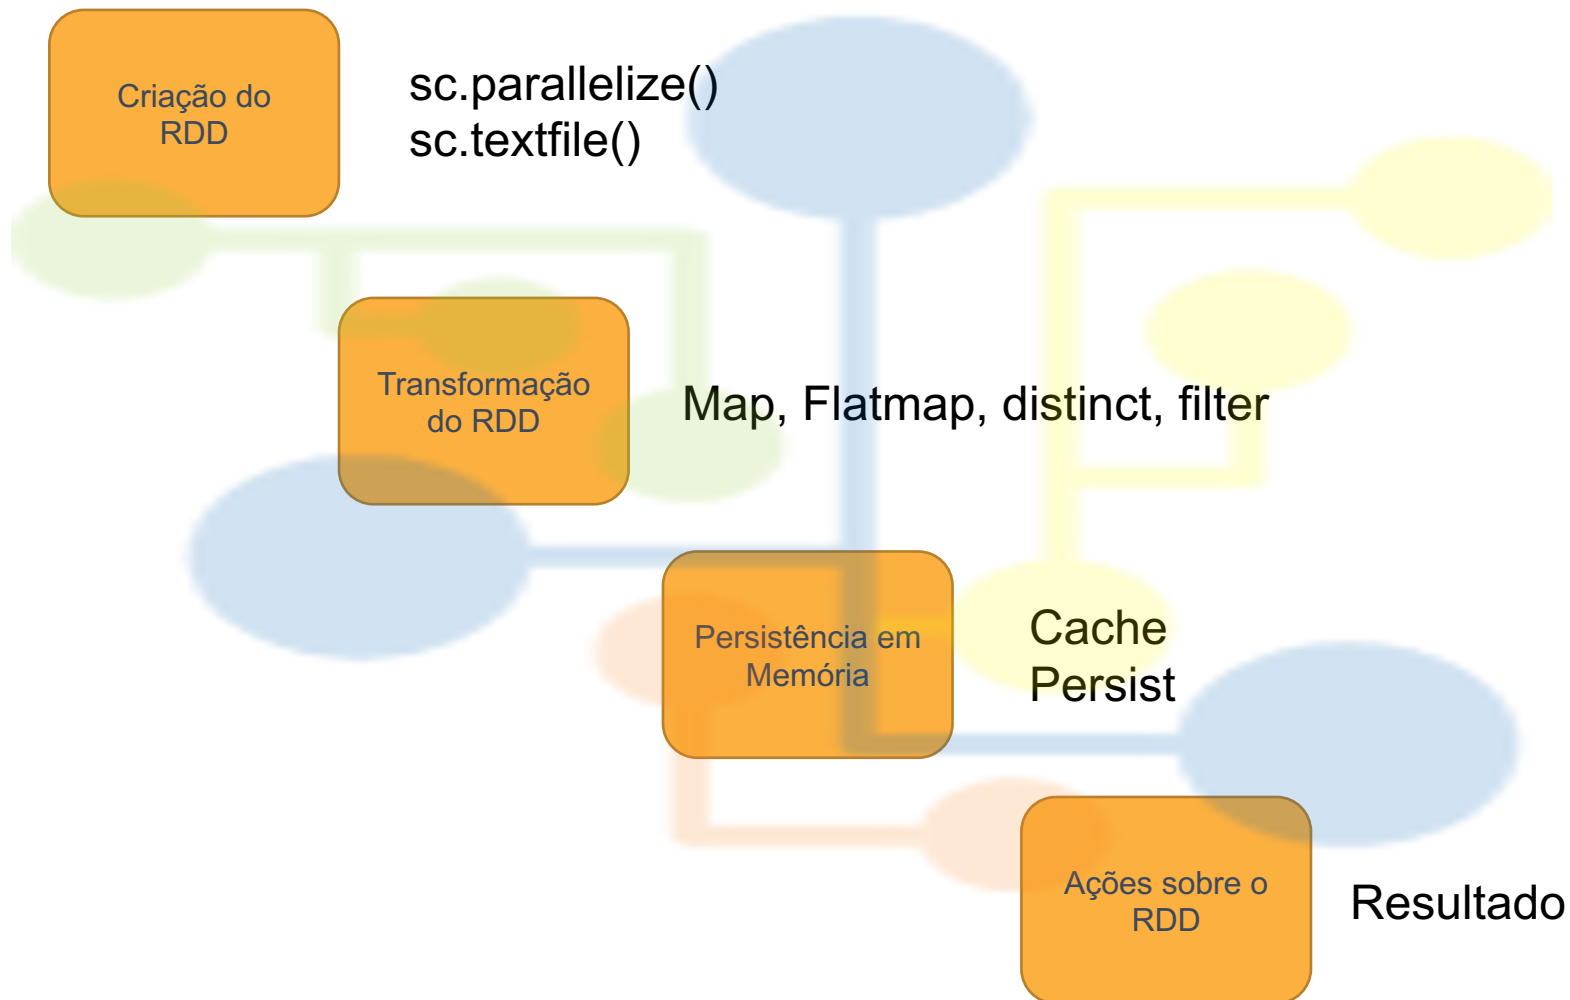 Criação do
RDD
sc.parallelize()
sc.textfile()
Transformação
do RDD
Map, Flatmap, distinct, filter
Persistência em
Memória
Cache
Persist
Ações sobre o
RDD
Resultado